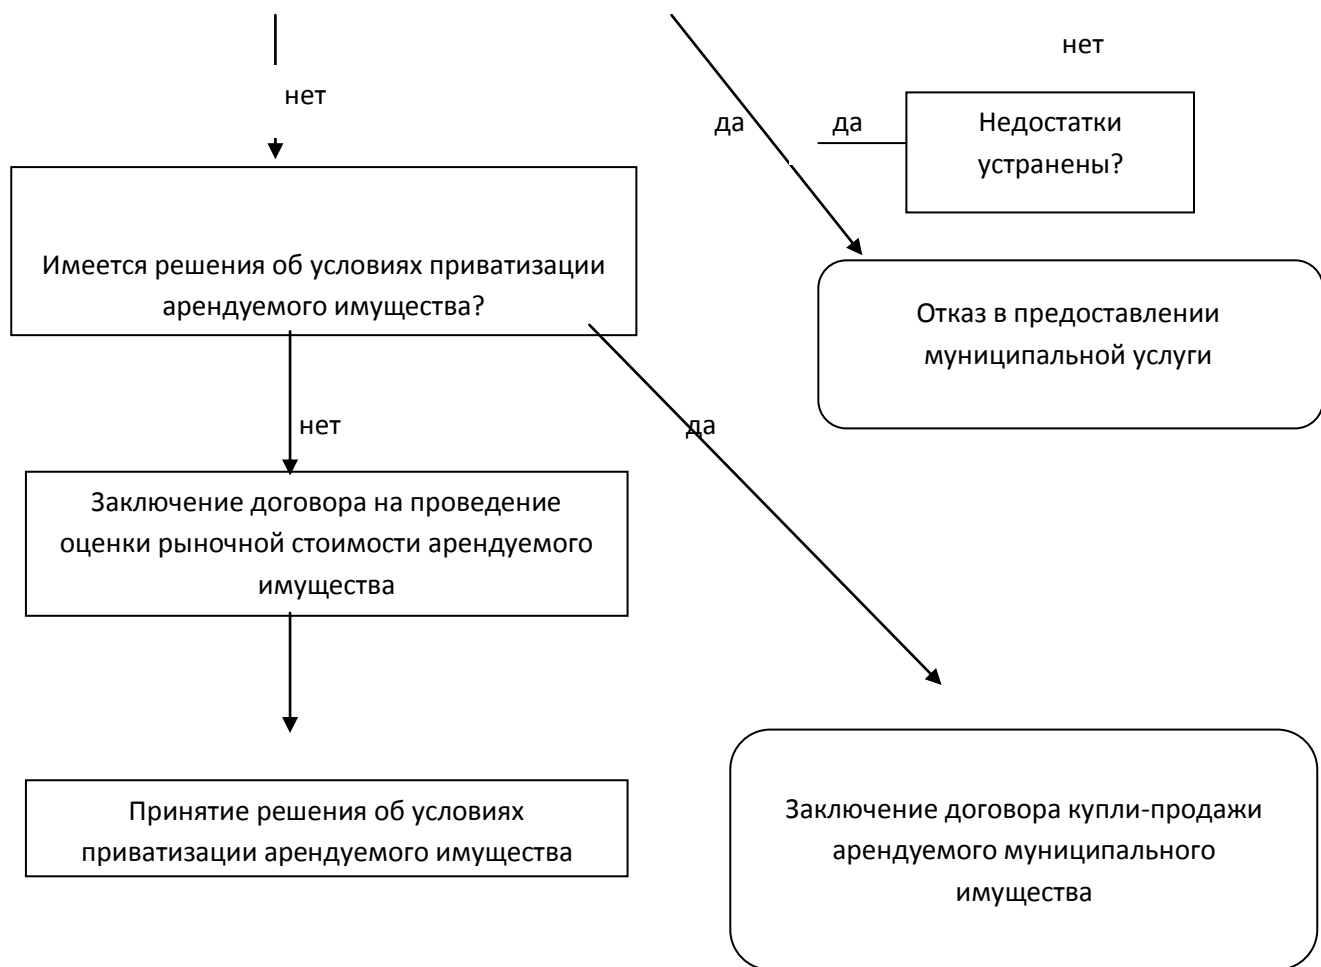 нет
нет
да
да
Недостатки
устранены?
Имеется решения об условиях приватизации
арендуемого имущества?
Отказ в предоставлении
муниципальной услуги
нет
да
Заключение договора на проведение
оценки рыночной стоимости арендуемого
имущества
Принятие решения об условиях
приватизации арендуемого имущества
Заключение договора купли-продажи
арендуемого муниципального
имущества